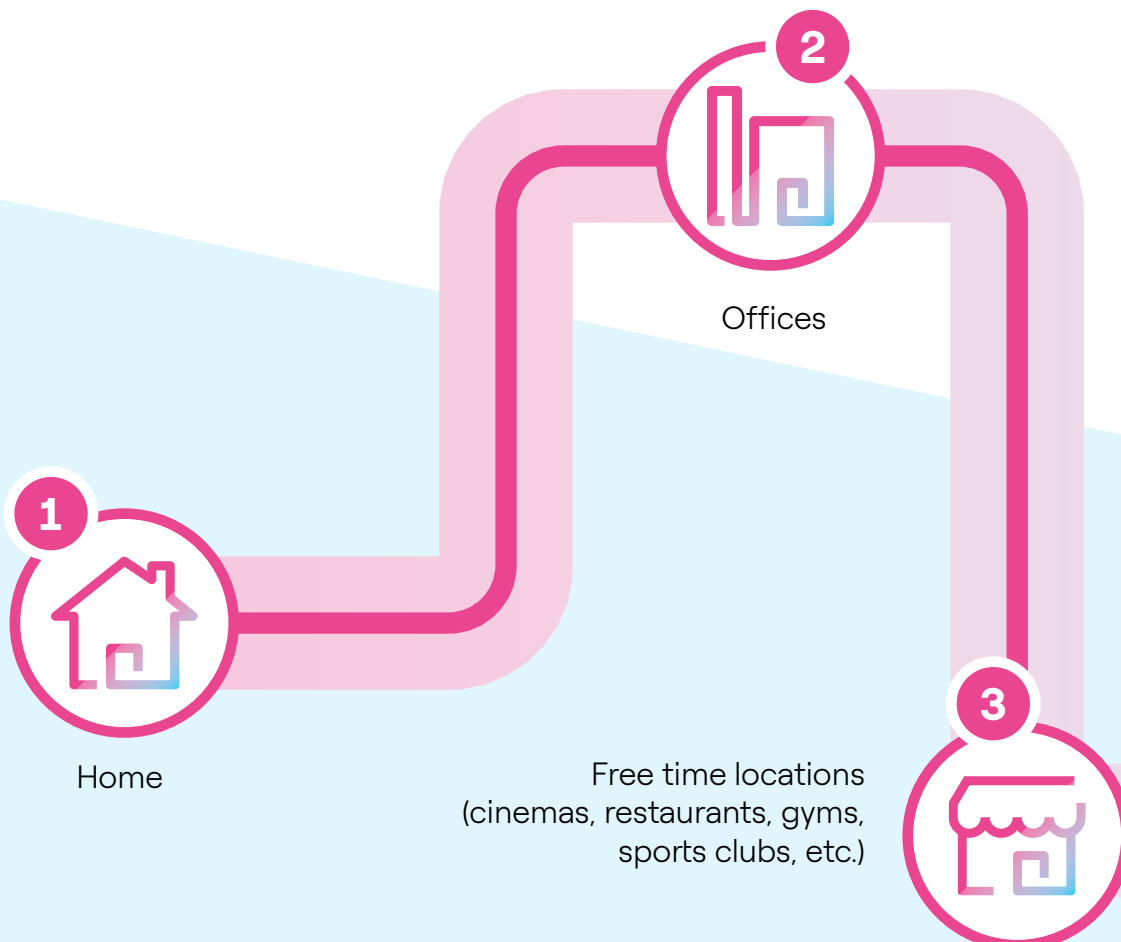 1
Home
2
Offices
3
Free time locations
(cinemas, restaurants, gyms,
sports clubs, etc.)